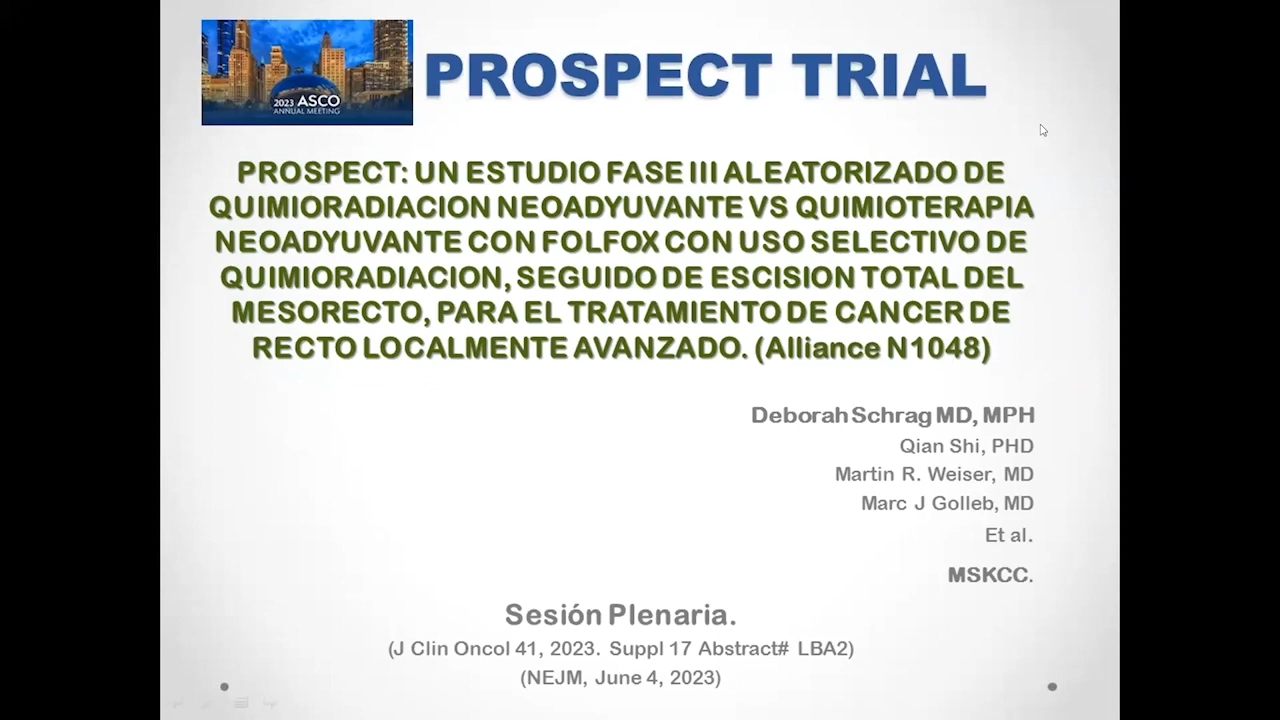 2023 ASCO
ANNUAL MEETING
PROSPECT TRIAL
PROSPECT: UN ESTUDIO FASE III ALEATORIZADO DE
QUIMIORADIACION NEOADYUVANTE VS QUIMIOTERAPIA
NEOADYUVANTE CON FOLFOX CON USO SELECTIVO DE
QUIMIORADIACION, SEGUIDO DE ESCISION TOTAL DEL
MESORECTO, PARA EL TRATAMIENTO DE CANCER DE
RECTO LOCALMENTE AVANZADO. (Alliance N1048)
Deborah Schrag MD, MPH
Qian Shi, PHD
Martin R. Weiser, MD
Marc J Golleb, MD
Et al.
MSKCC.
Sesión Plenaria.
(J Clin Oncol 41, 2023. Suppl 17 Abstract# LBA2)
(NEJM, June 4, 2023)